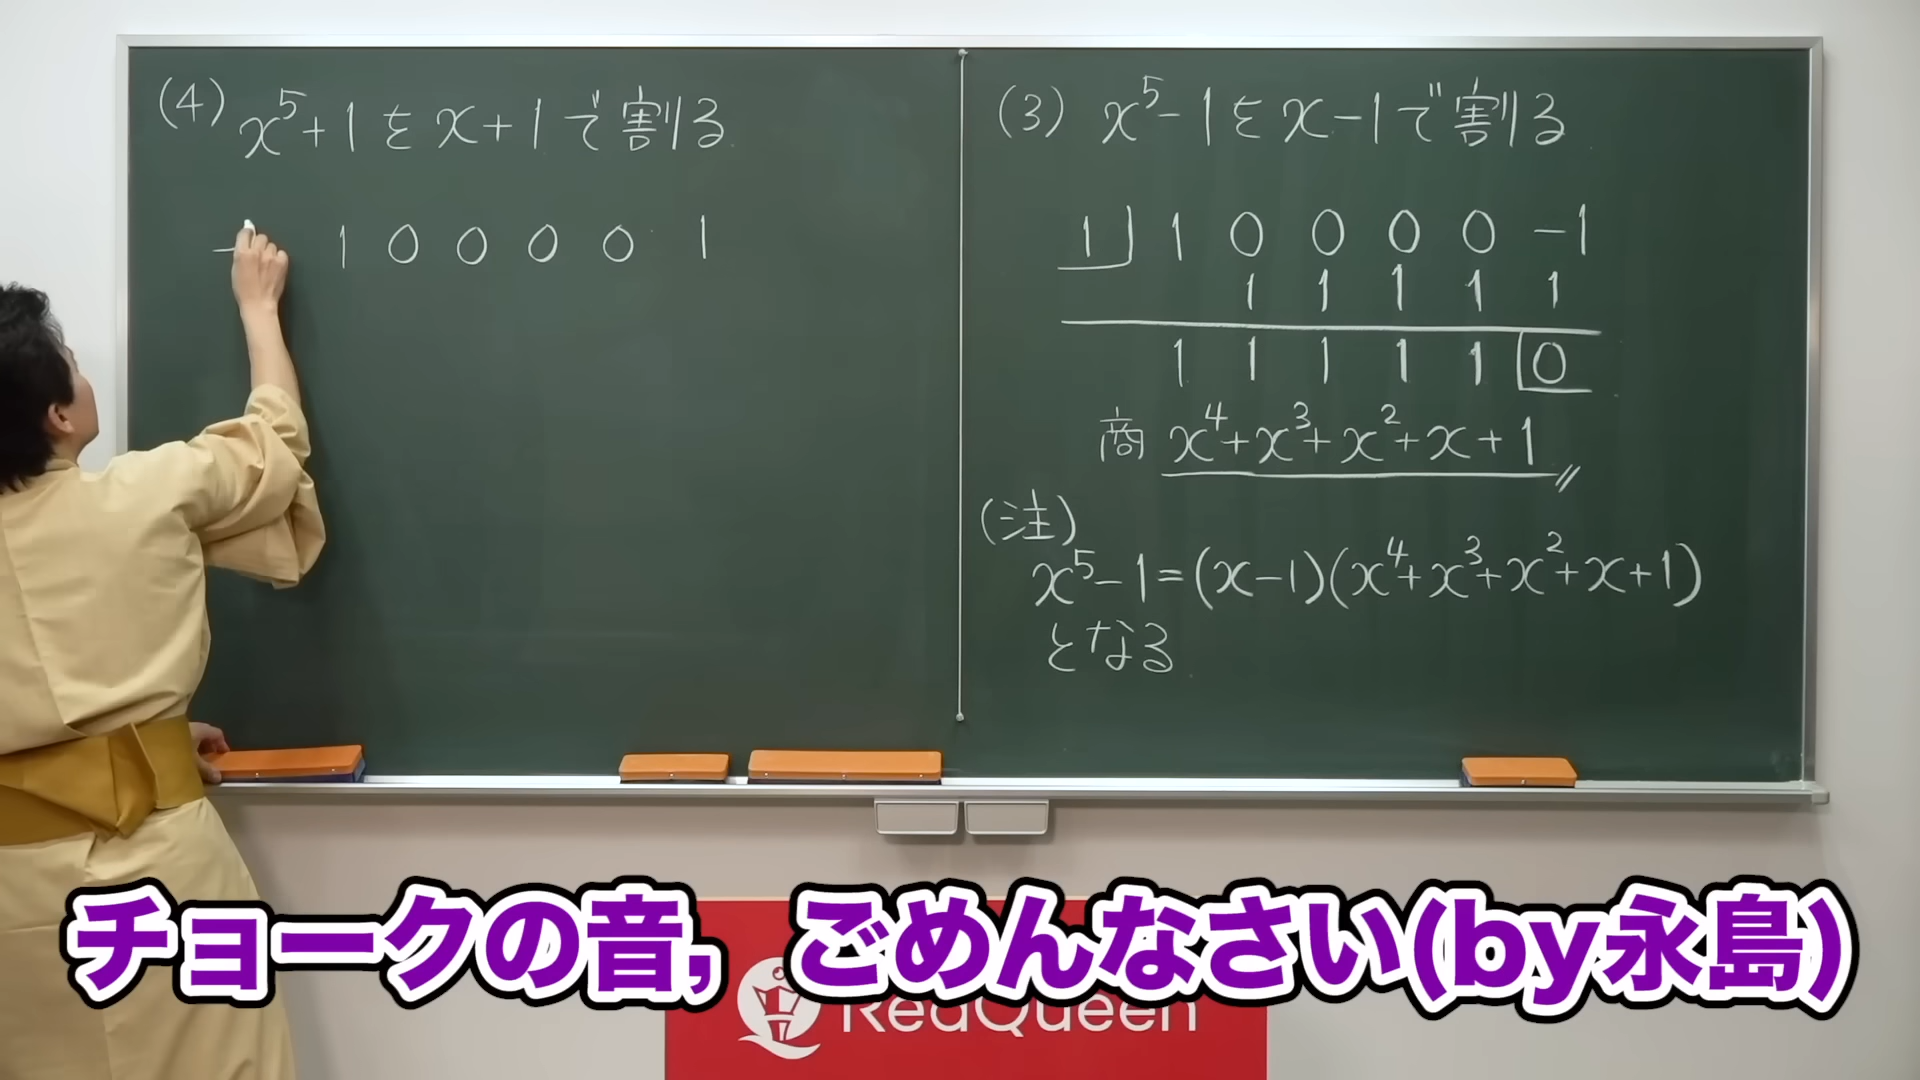 (4) x⁵+1をx+1で割る
- 1 0 0 0 0 1
(3) x⁵-1をx-1で割る
1 1 0 0 0 0 -1
1 1 1 1 1
1 1 1 1 1 0
商 x⁴+x³+x²+x+1
(注)
x⁵-1=(x-1)(x⁴+x³+x²+x+1)
となる
チョークの音, ごめんなさい(by永島)
RedQueen